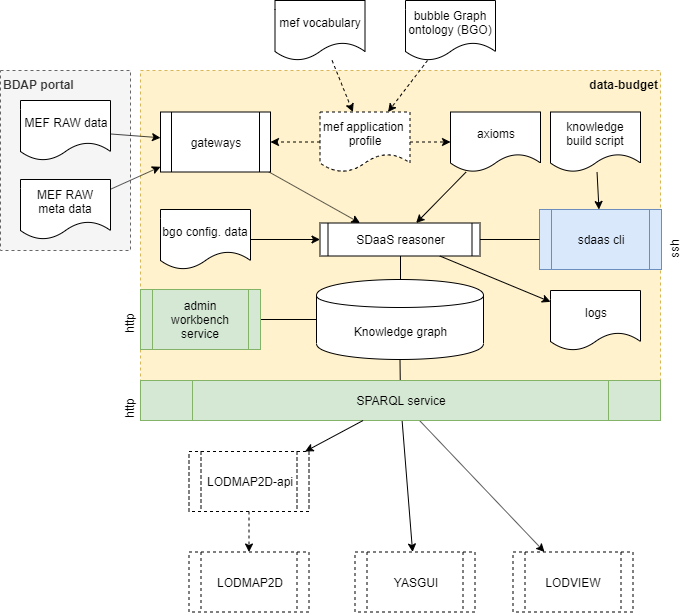 mef vocabulary
bubble Graph
ontology (BGO)
BDAP portal
data-budget
MEF RAW data
gateways
mef application
profile
axioms
knowledge
build script
MEF RAW
meta data
bgo config. data
SDaaS reasoner
sdaas cli
ssh
admin
workbench
service
http
Knowledge graph
logs
SPARQL service
http
LODMAP2D-api
LODMAP2D
YASGUI
LODVIEW